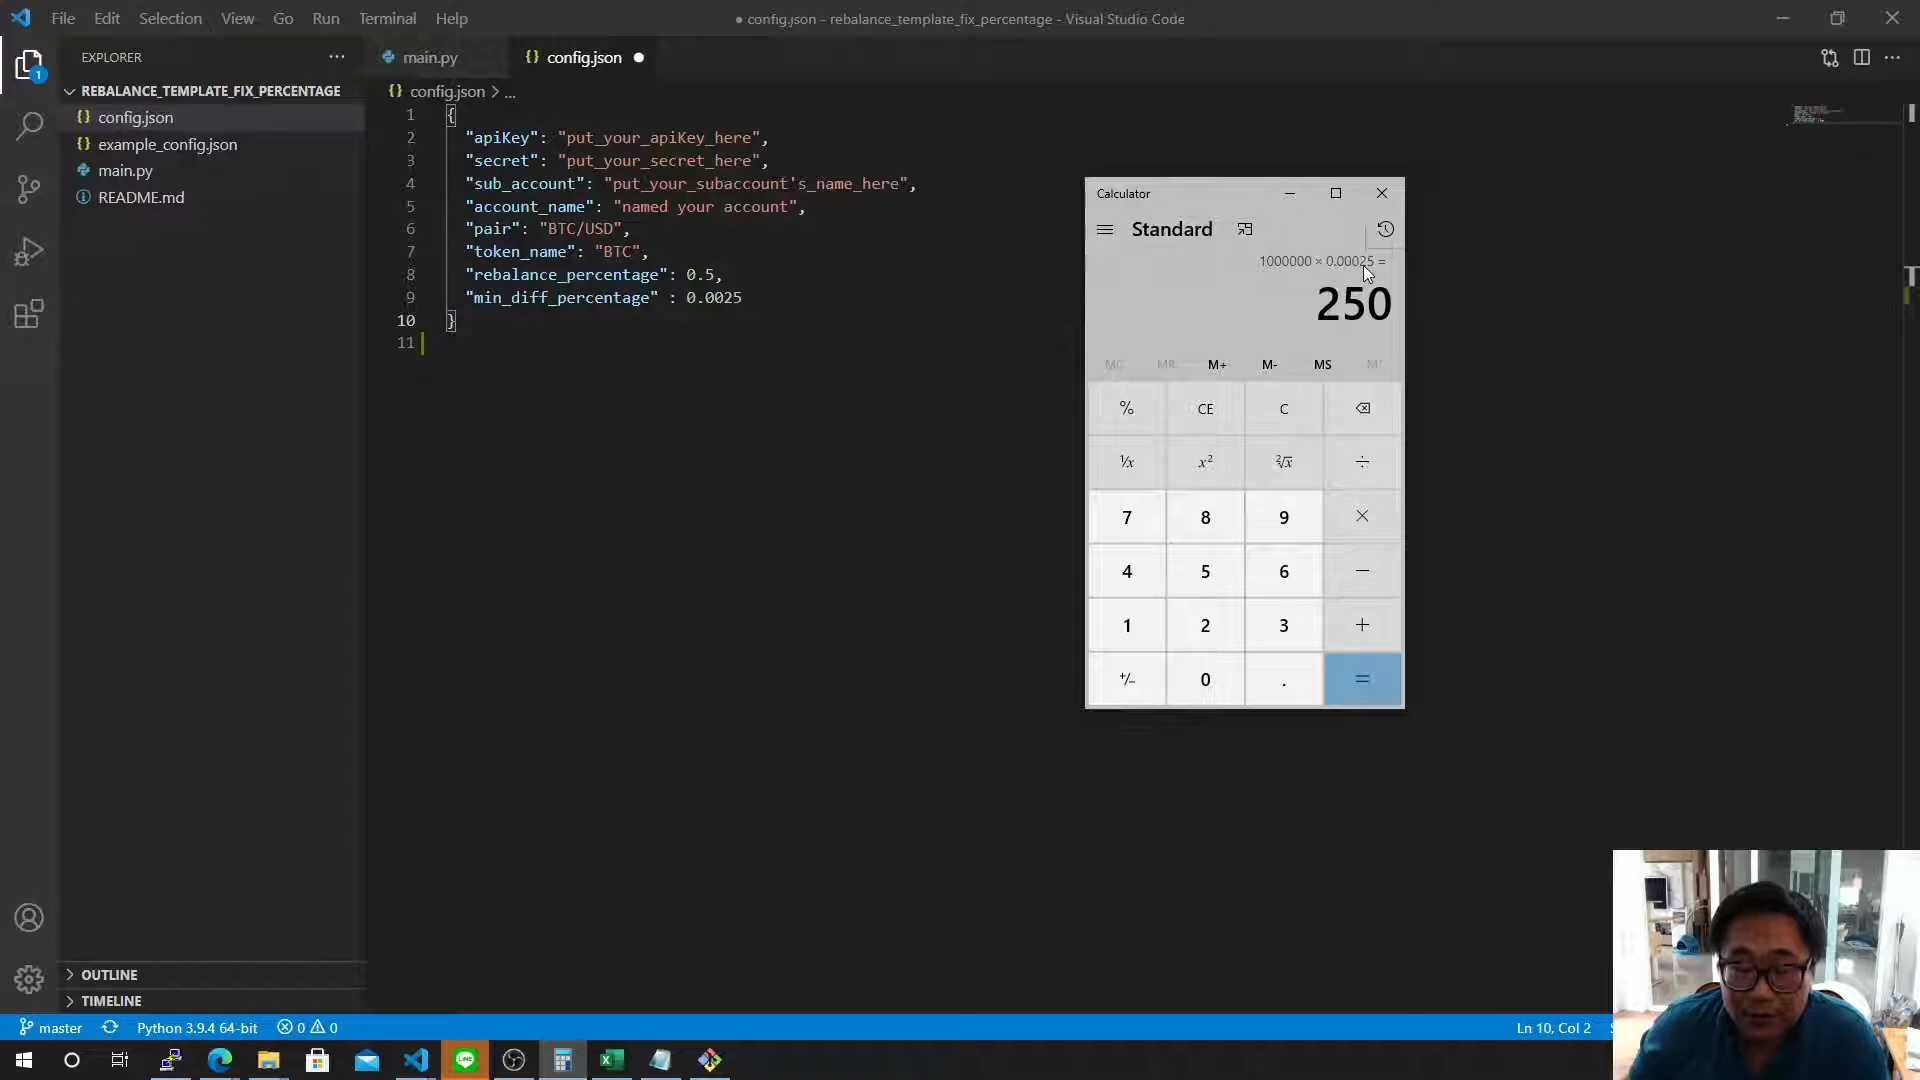 File Edit Selection View Go Run Terminal Help
● config.json - rebalance_template_fix_percentage - Visual Studio Code
EXPLORER
main.py
config.json
1
REBALANCE_TEMPLATE_FIX_PERCENTAGE
config.json
example_config.json
main.py
README.md
config.json > ...
1 {
2 "apiKey": "put_your_apiKey_here",
3 "secret": "put_your_secret_here",
4 "sub_account": "put_your_subaccount's_name_here",
5 "account_name": "named your account",
6 "pair": "BTC/USD",
7 "token_name": "BTC",
8 "rebalance_percentage": 0.5,
9 "min_diff_percentage" : 0.0025
10 }
11
Calculator
Standard
1000000 × 0.00025 =
250
MC MR M+ M- MS
% CE C
1/x x² ²√x ÷
7 8 9 ×
4 5 6 −
1 2 3 +
+/− 0 . =
OUTLINE
TIMELINE
master Python 3.9.4 64-bit 0 0
Ln 10, Col 2
LINE